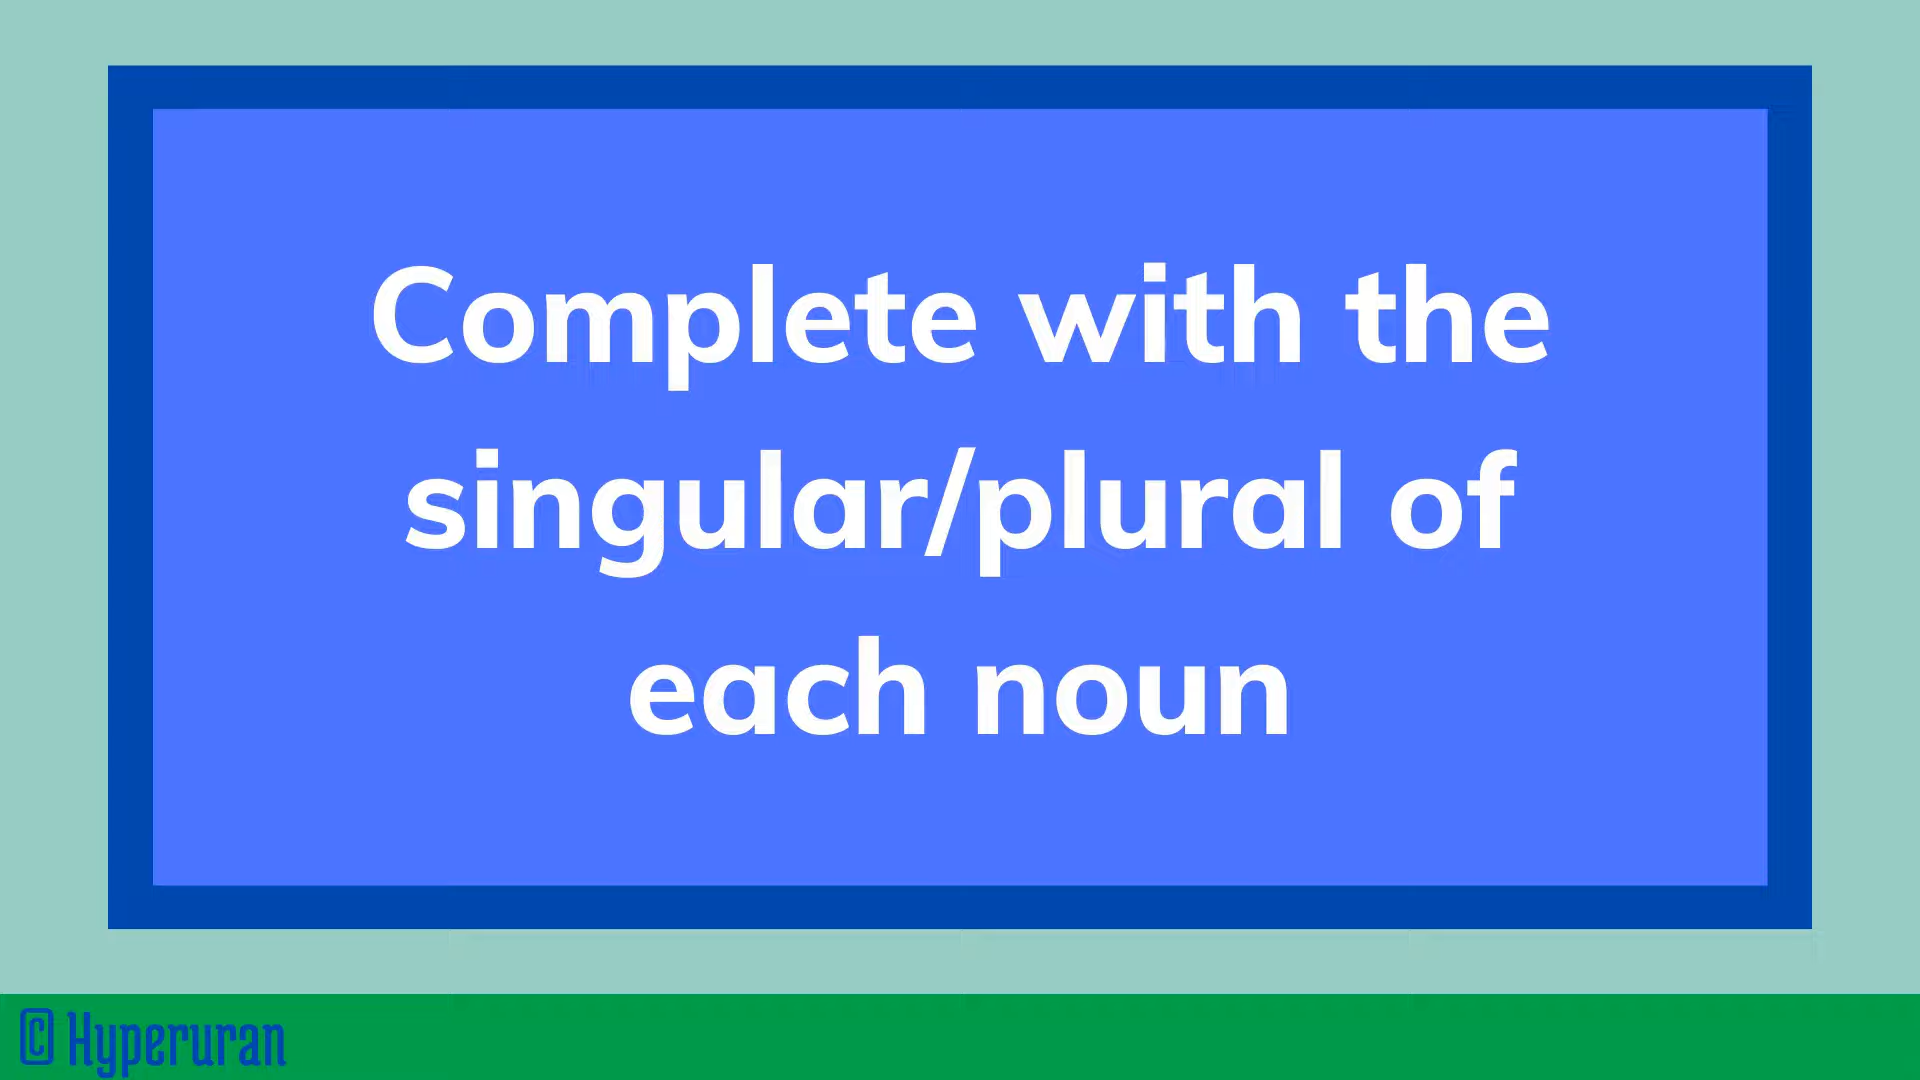 Complete with the
singular/plural of
each noun
© Hyperuran